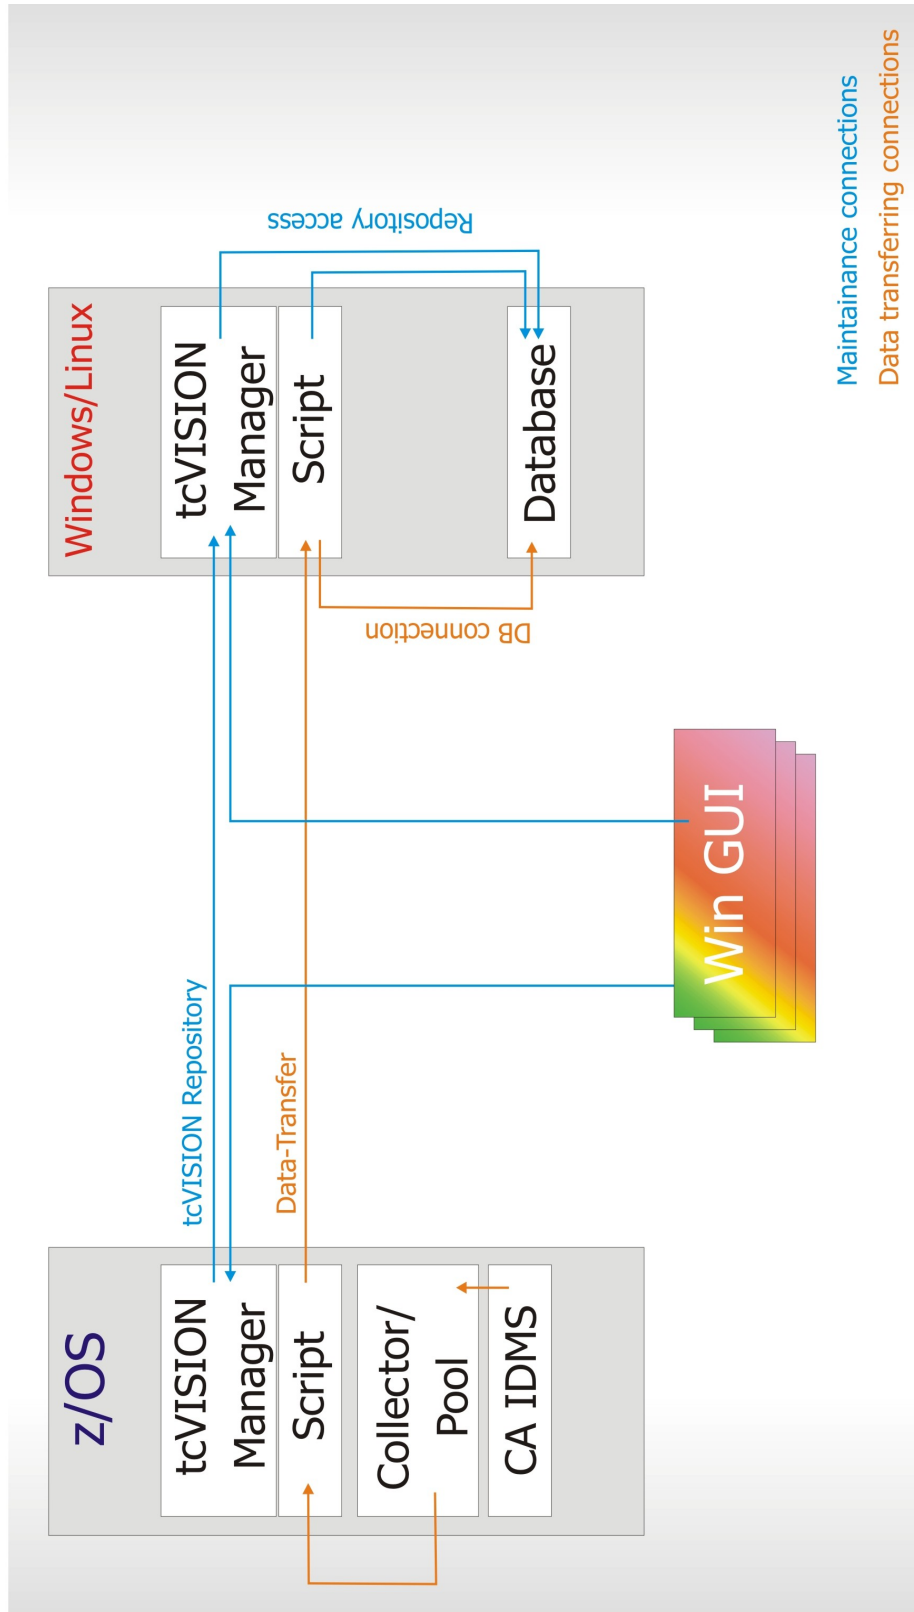 z/OS
tcVISION
Manager
Script
Collector/
Pool
CA IDMS
tcVISION Repository
Data-Transfer
Win GUI
DB connection
Windows/Linux
tcVISION
Manager
Script
Database
Repository access
Maintainance connections
Data transferring connections